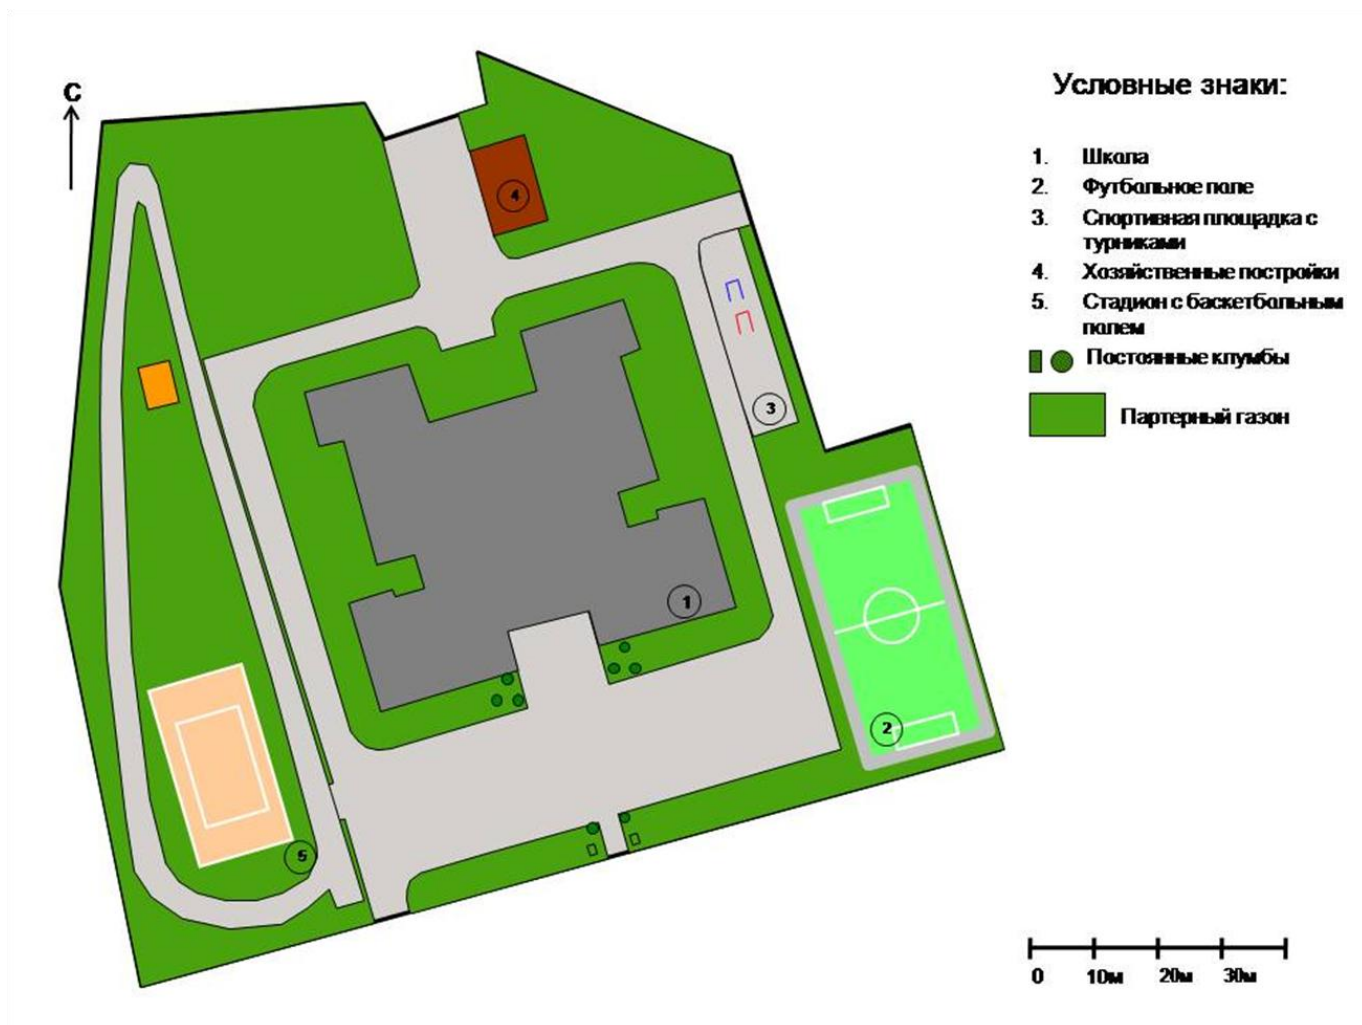 С
Условные знаки:
1. Школа
2. Футбольное поле
3. Спортивная площадка с
турниками
4. Хозяйственные постройки
5. Стадион с баскетбольным
полем
Постоянные клумбы
Партерный газон
4
3
1
2
5
0 10м 20м 30м